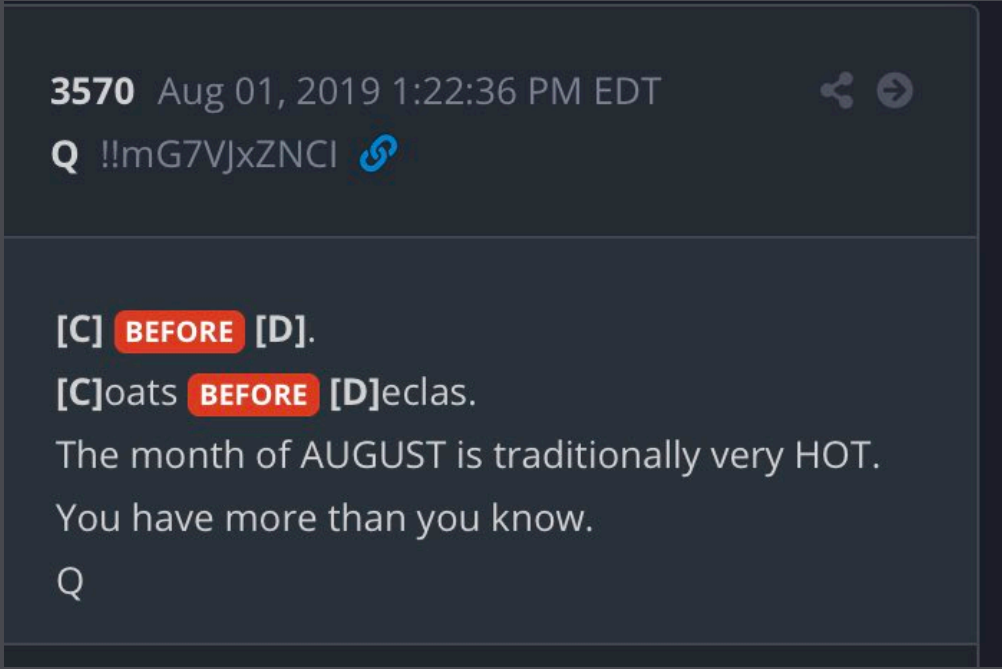 3570 Aug 01, 2019 1:22:36 PM EDT
Q !!mG7VJxZNCI
[C] BEFORE [D].
[C]oats BEFORE [D]eclas.
The month of AUGUST is traditionally very HOT.
You have more than you know.
Q